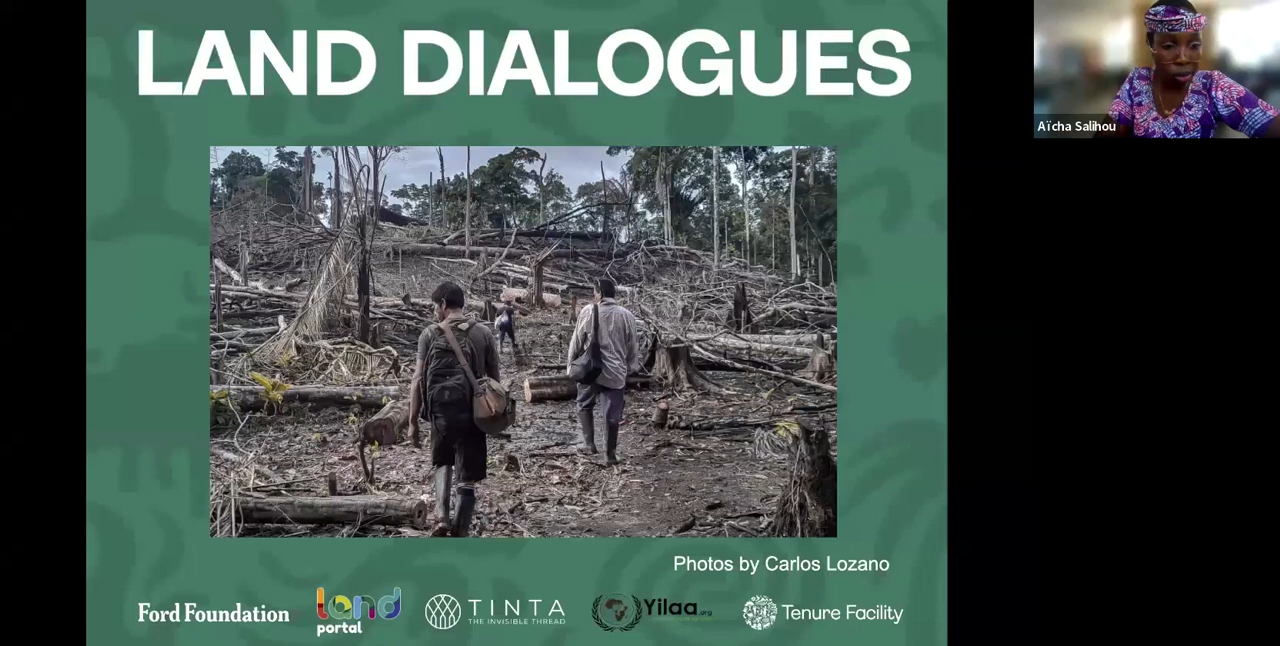 LAND DIALOGUES
Aïcha Salihou
Photos by Carlos Lozano
Ford Foundation
land
portal
TINTA
THE INVISIBLE THREAD
Yilaa.org
Tenure Facility